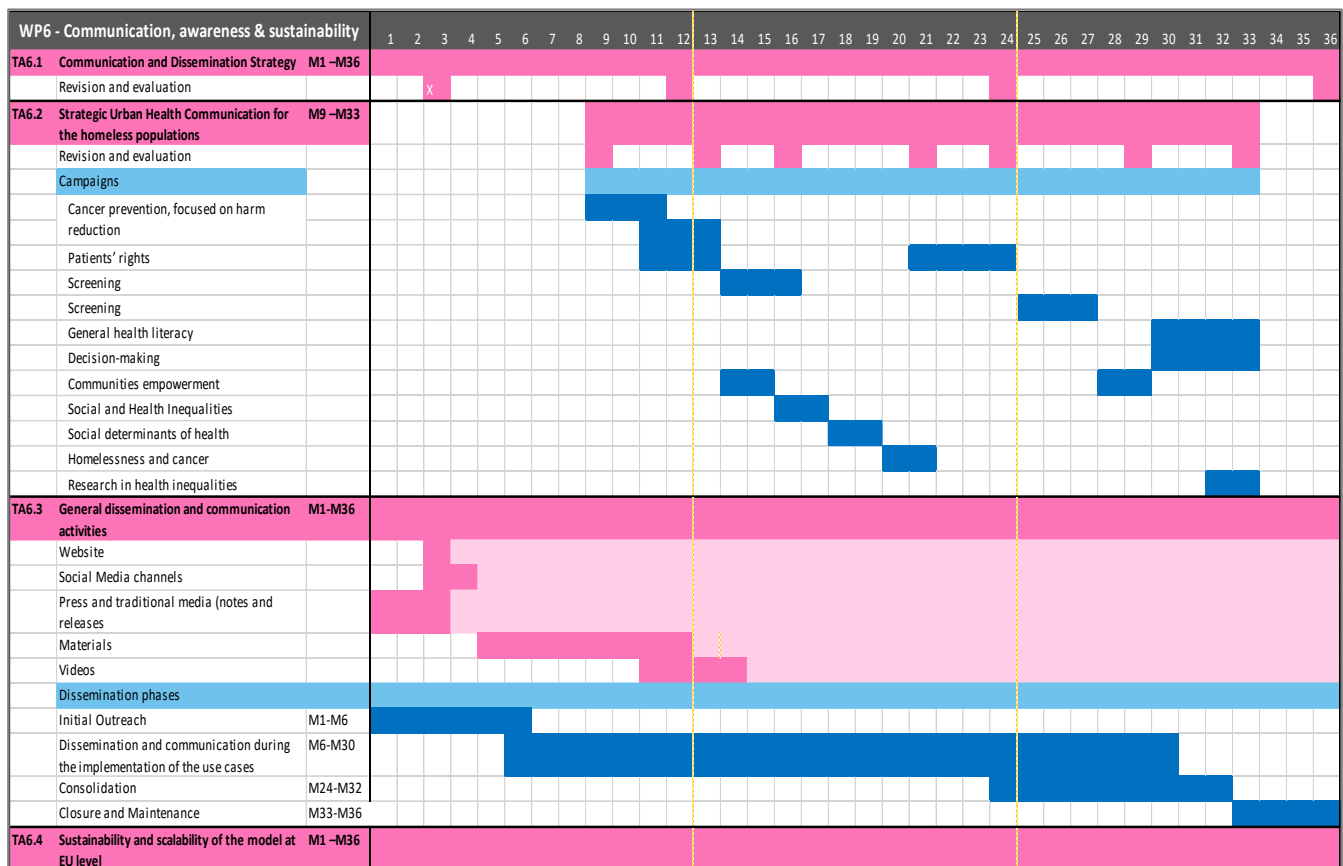 WP6 - Communication, awareness & sustainability 1 2 3 4 5 6 7 8 9 10 11 12 13 14 15 16 17 18 19 20 21 22 23 24 25 26 27 28 29 30 31 32 33 34 35 36
TA6.1 Communication and Dissemination Strategy M1 –M36
Revision and evaluation X
TA6.2 Strategic Urban Health Communication for M9 –M33
the homeless populations
Revision and evaluation
Campaigns
Cancer prevention, focused on harm
reduction
Patients' rights
Screening
Screening
General health literacy
Decision-making
Communities empowerment
Social and Health Inequalities
Social determinants of health
Homelessness and cancer
Research in health inequalities
TA6.3 General dissemination and communication M1-M36
activities
Website
Social Media channels
Press and traditional media (notes and
releases
Materials
Videos
Dissemination phases
Initial Outreach M1-M6
Dissemination and communication during M6-M30
the implementation of the use cases
Consolidation M24-M32
Closure and Maintenance M33-M36
TA6.4 Sustainability and scalability of the model at M1 –M36
EU level